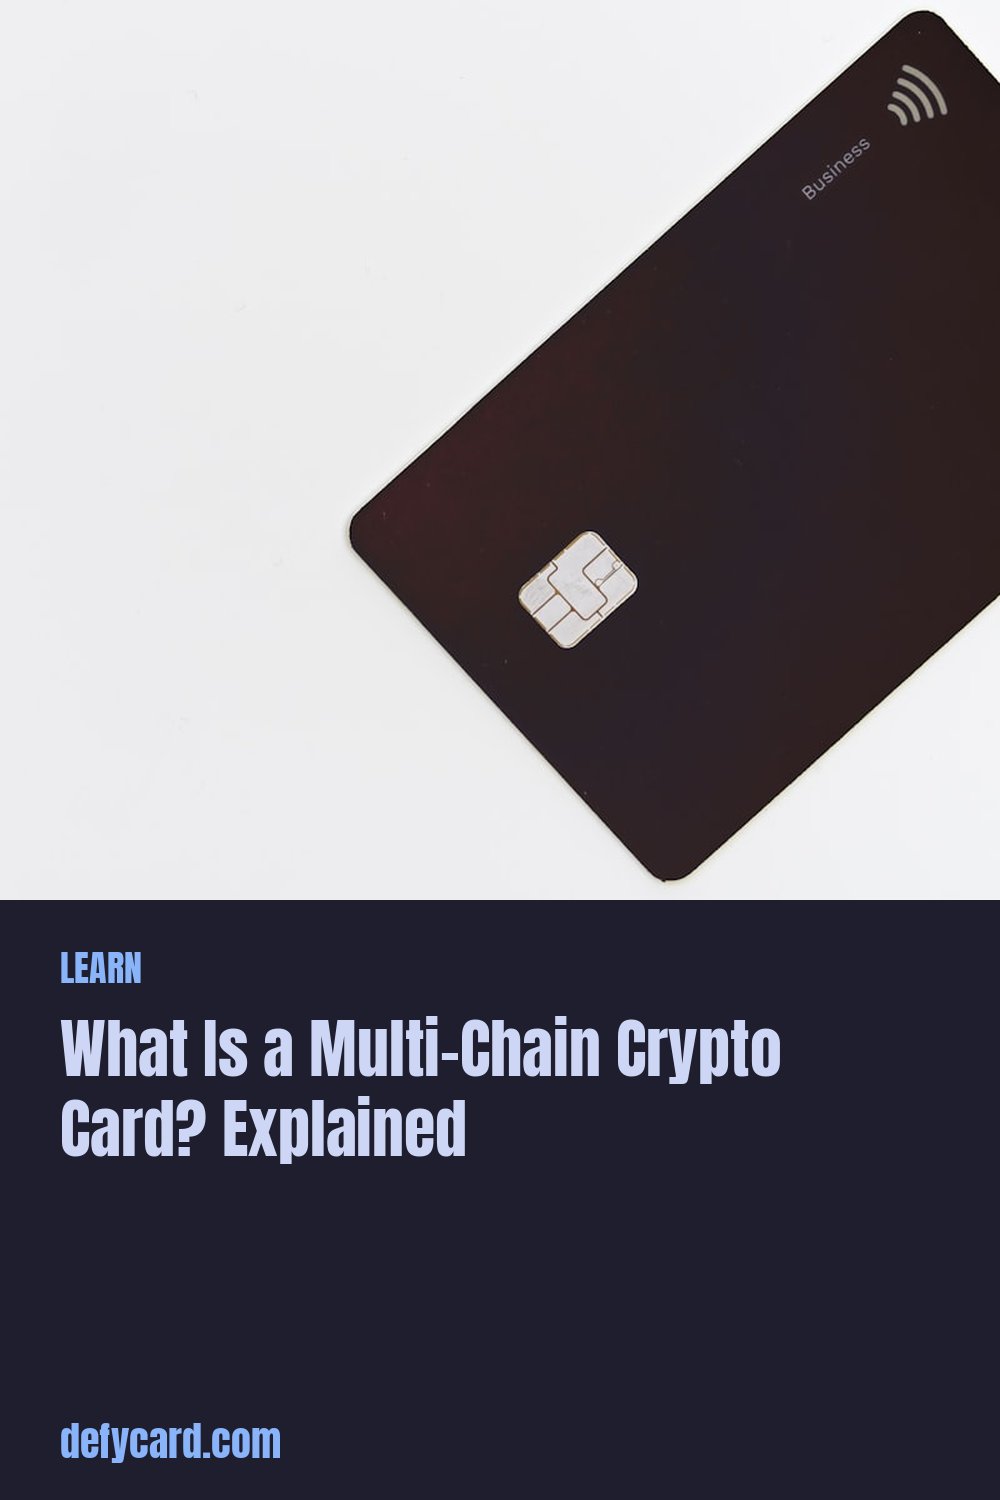 Business
LEARN
What Is a Multi-Chain Crypto
Card? Explained
defycard.com